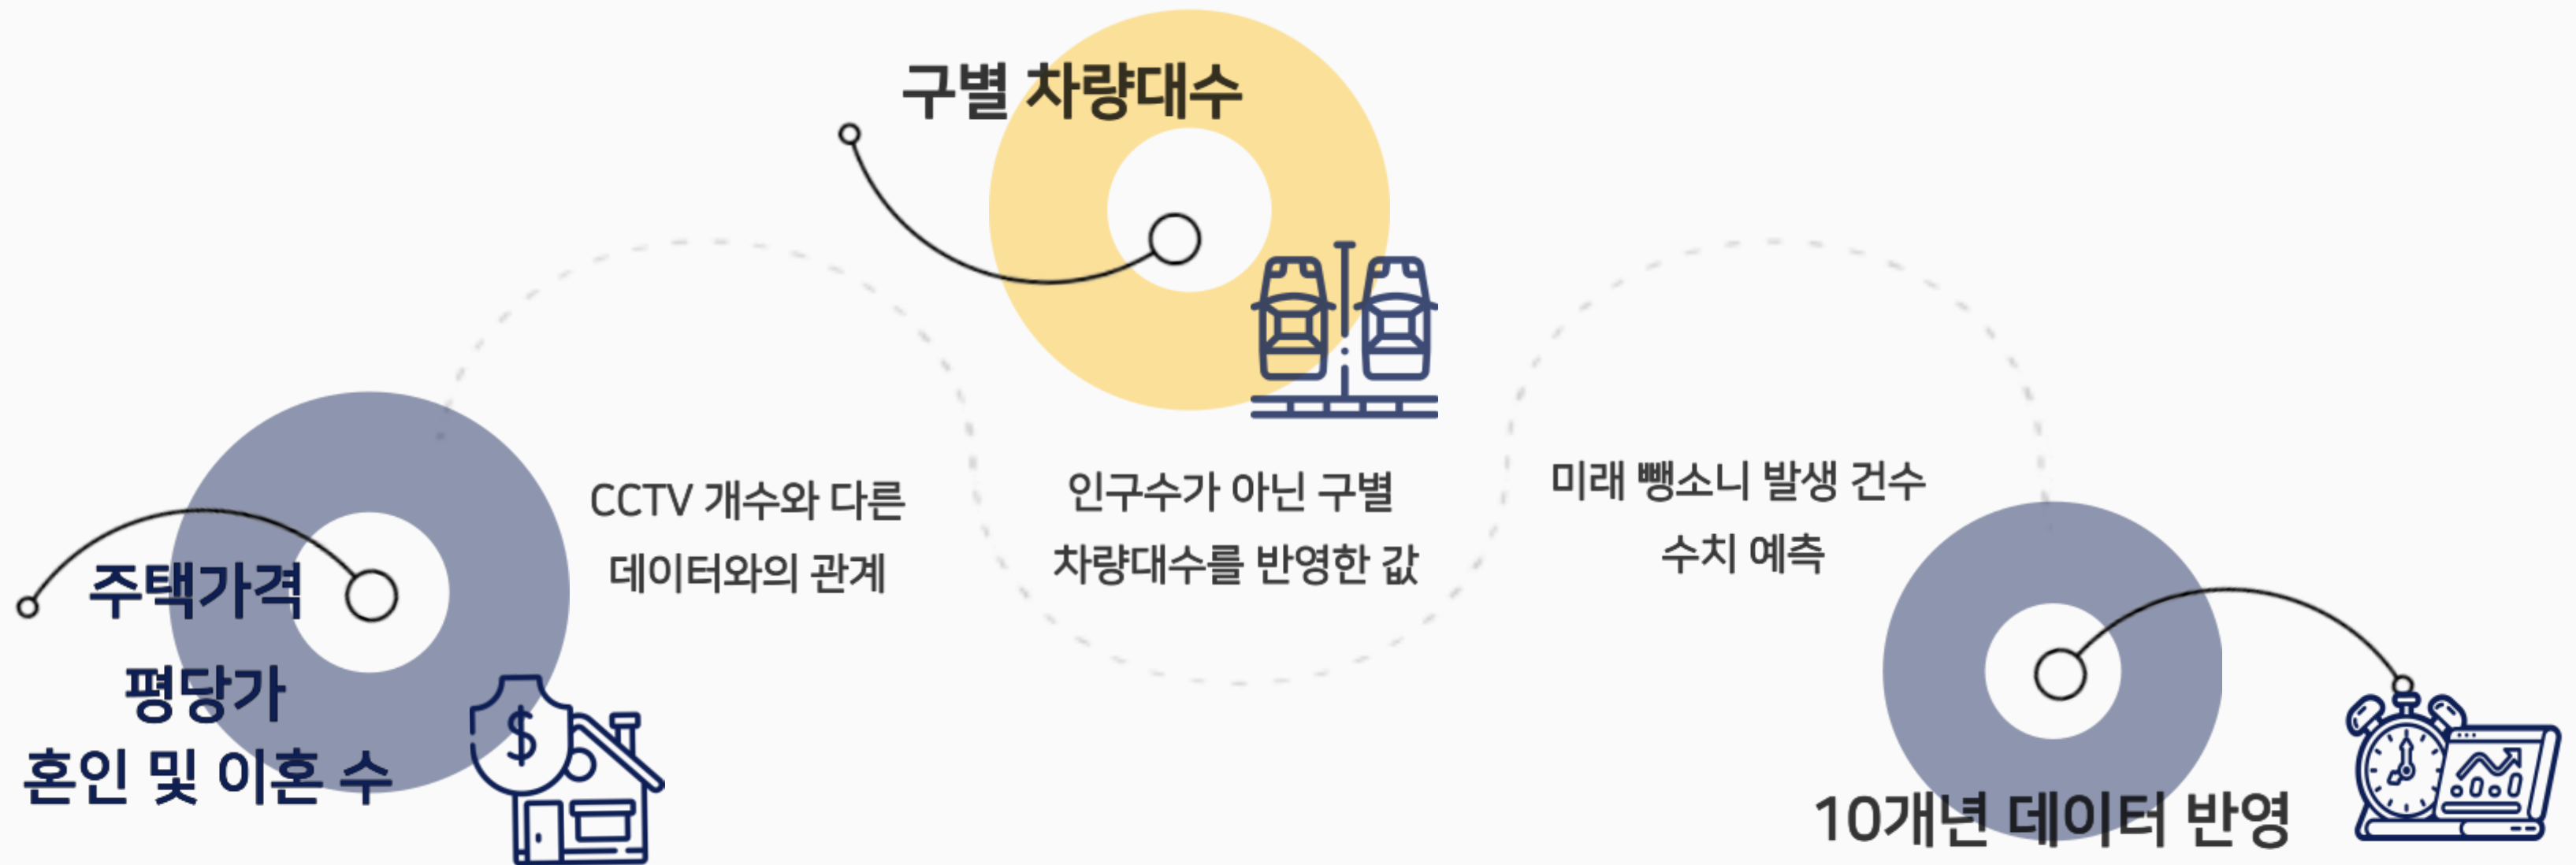 주택가격
평당가
혼인 및 이혼 수
$
CCTV 개수와 다른
데이터와의 관계
구별 차량대수
인구수가 아닌 구별
차량대수를 반영한 값
미래 뺑소니 발생 건수
수치 예측
10개년 데이터 반영